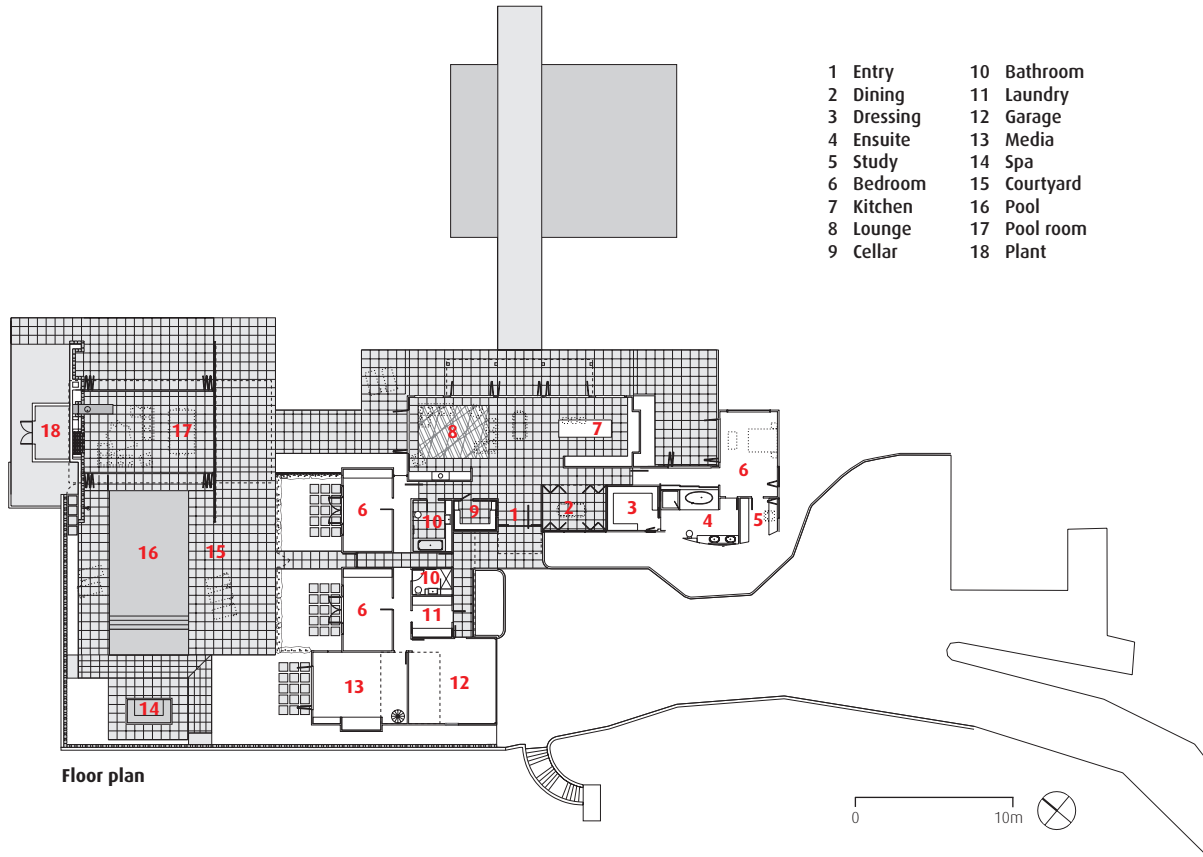 1 Entry
2 Dining
3 Dressing
4 Ensuite
5 Study
6 Bedroom
7 Kitchen
8 Lounge
9 Cellar
10 Bathroom
11 Laundry
12 Garage
13 Media
14 Spa
15 Courtyard
16 Pool
17 Pool room
18 Plant
8
7
18
17
6
6
10
9
1
2
3
4
5
16
15
10
6
11
13
12
14
Floor plan
0 10m